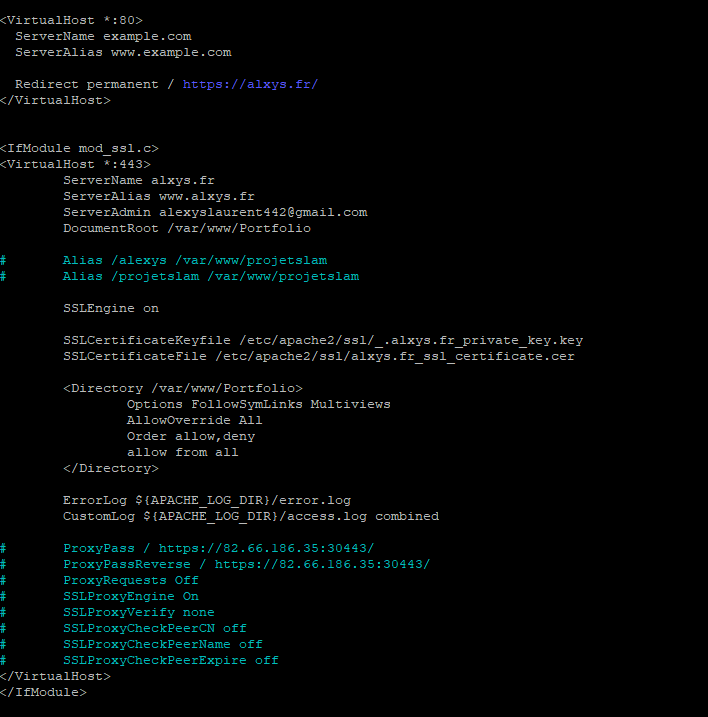 <VirtualHost *:80>
  ServerName example.com
  ServerAlias www.example.com
  Redirect permanent / https://alxys.fr/
</VirtualHost>
<IfModule mod_ssl.c>
<VirtualHost *:443>
        ServerName alxys.fr
        ServerAlias www.alxys.fr
        ServerAdmin alexyslaurent442@gmail.com
        DocumentRoot /var/www/Portfolio
#       Alias /alexys /var/www/projetslam
#       Alias /projetslam /var/www/projetslam
        SSLEngine on
        SSLCertificateKeyfile /etc/apache2/ssl/_.alxys.fr_private_key.key
        SSLCertificateFile /etc/apache2/ssl/alxys.fr_ssl_certificate.cer
        <Directory /var/www/Portfolio>
                Options FollowSymLinks Multiviews
                AllowOverride All
                Order allow,deny
                allow from all
        </Directory>
        ErrorLog ${APACHE_LOG_DIR}/error.log
        CustomLog ${APACHE_LOG_DIR}/access.log combined
#       ProxyPass / https://82.66.186.35:30443/
#       ProxyPassReverse / https://82.66.186.35:30443/
#       ProxyRequests Off
#       SSLProxyEngine On
#       SSLProxyVerify none
#       SSLProxyCheckPeerCN off
#       SSLProxyCheckPeerName off
#       SSLProxyCheckPeerExpire off
</VirtualHost>
</IfModule>